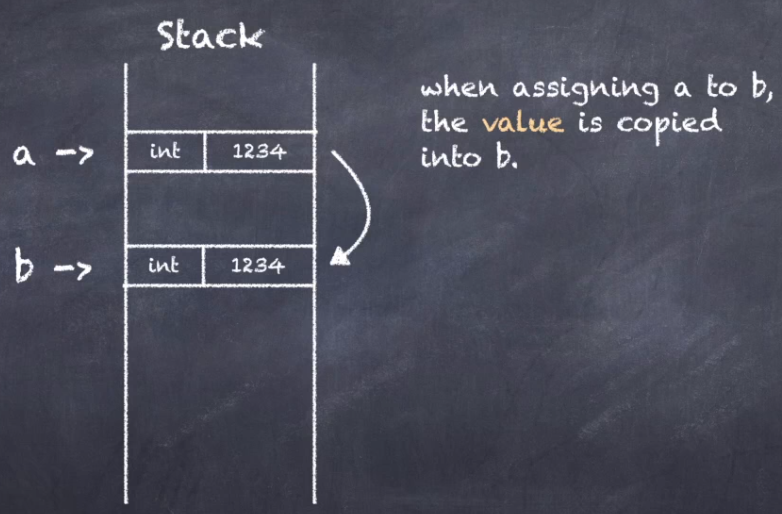 Stack
a -> int 1234
b -> int 1234
when assigning a to b,
the value is copied
into b.